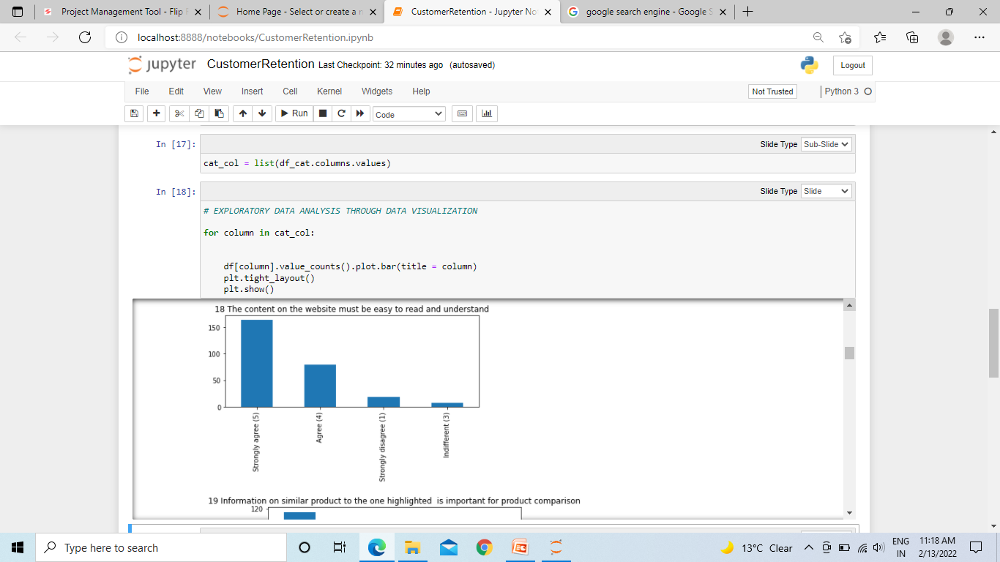 Project Management Tool - Flip R
Home Page - Select or create a n
CustomerRetention - Jupyter No
google search engine - Google S
localhost:8888/notebooks/CustomerRetention.ipynb
jupyter CustomerRetention Last Checkpoint: 32 minutes ago (autosaved)
Logout
File Edit View Insert Cell Kernel Widgets Help
Not Trusted
Python 3
Run
Code
In [17]:
Slide Type Sub-Slide
cat_col = list(df_cat.columns.values)
In [18]:
Slide Type Slide
# EXPLORATORY DATA ANALYSIS THROUGH DATA VISUALIZATION
for column in cat_col:
df[column].value_counts().plot.bar(title = column)
plt.tight_layout()
plt.show()
18 The content on the website must be easy to read and understand
150
100
50
0
Strongly agree (5)
Agree (4)
Strongly disagree (1)
Indifferent (3)
19 Information on similar product to the one highlighted  is important for product comparison
120
Type here to search
13°C Clear
ENG
IN
11:18 AM
2/13/2022